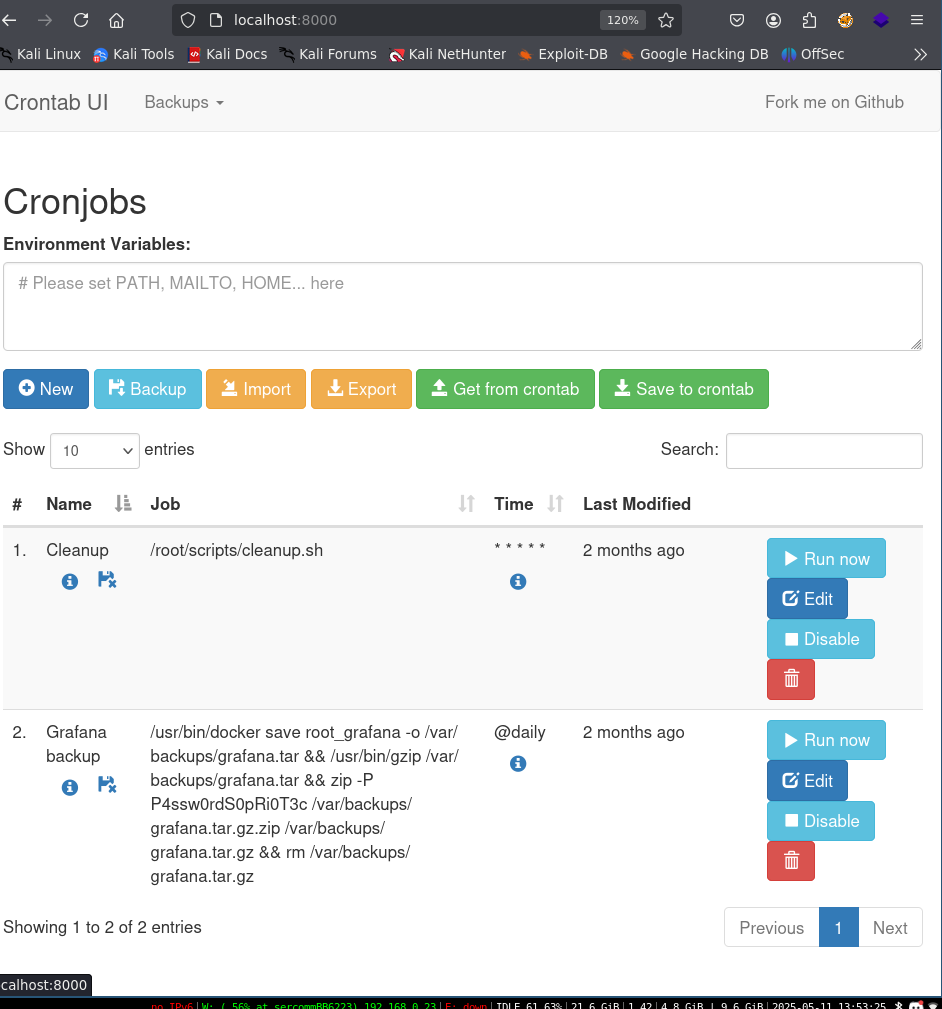 localhost:8000
120%
Kali Linux Kali Tools Kali Docs Kali Forums Kali NetHunter Exploit-DB Google Hacking DB OffSec
Crontab UI Backups Fork me on Github
Cronjobs
Environment Variables:
# Please set PATH, MAILTO, HOME... here
New Backup Import Export Get from crontab Save to crontab
Show 10 entries Search:
# Name Job Time Last Modified
1. Cleanup /root/scripts/cleanup.sh * * * * * 2 months ago Run now
Edit
Disable
2. Grafana /usr/bin/docker save root_grafana -o /var/ @daily 2 months ago Run now
backup backups/grafana.tar && /usr/bin/gzip /var/
backups/grafana.tar && zip -P
Edit
P4ssw0rdS0pRi0T3c /var/backups/
grafana.tar.gz.zip /var/backups/
Disable
grafana.tar.gz && rm /var/backups/
grafana.tar.gz
Showing 1 to 2 of 2 entries Previous 1 Next
calhost:8000
no IPv6|W: ( 56% at sercommBB6223) 192.168.0.23|E: down|IDLE 61.63%|21.6 GiB|1.42|4.8 GiB | 9.6 GiB|2025-05-11 13:53:25